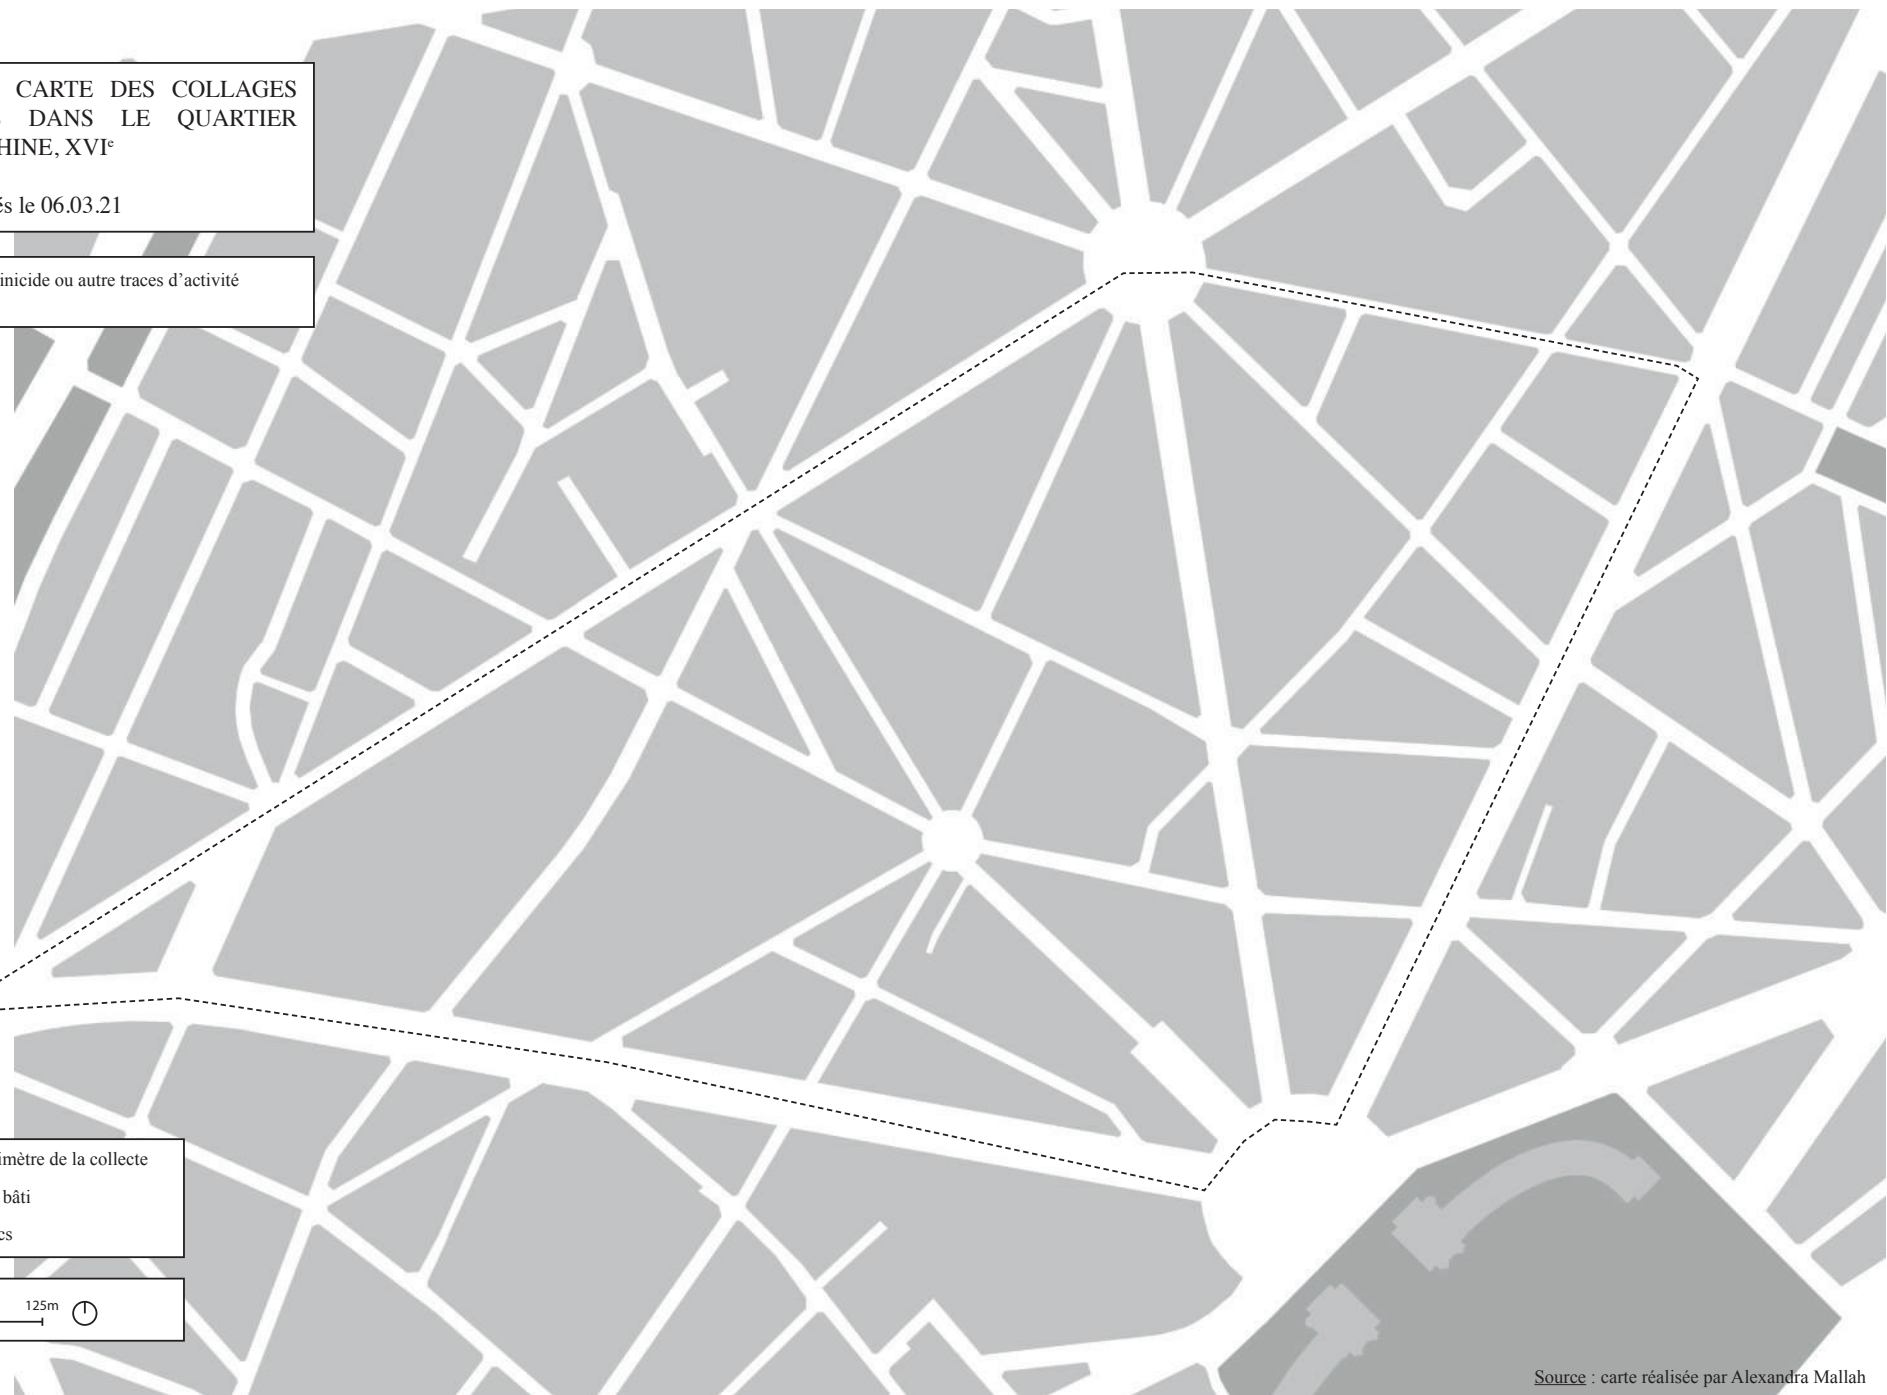 CARTE DES COLLAGES
DANS LE QUARTIER
HINE, XVIᵉ
és le 06.03.21
inicide ou autre traces d’activité
imètre de la collecte
bâti
cs
125m
Source : carte réalisée par Alexandra Mallah